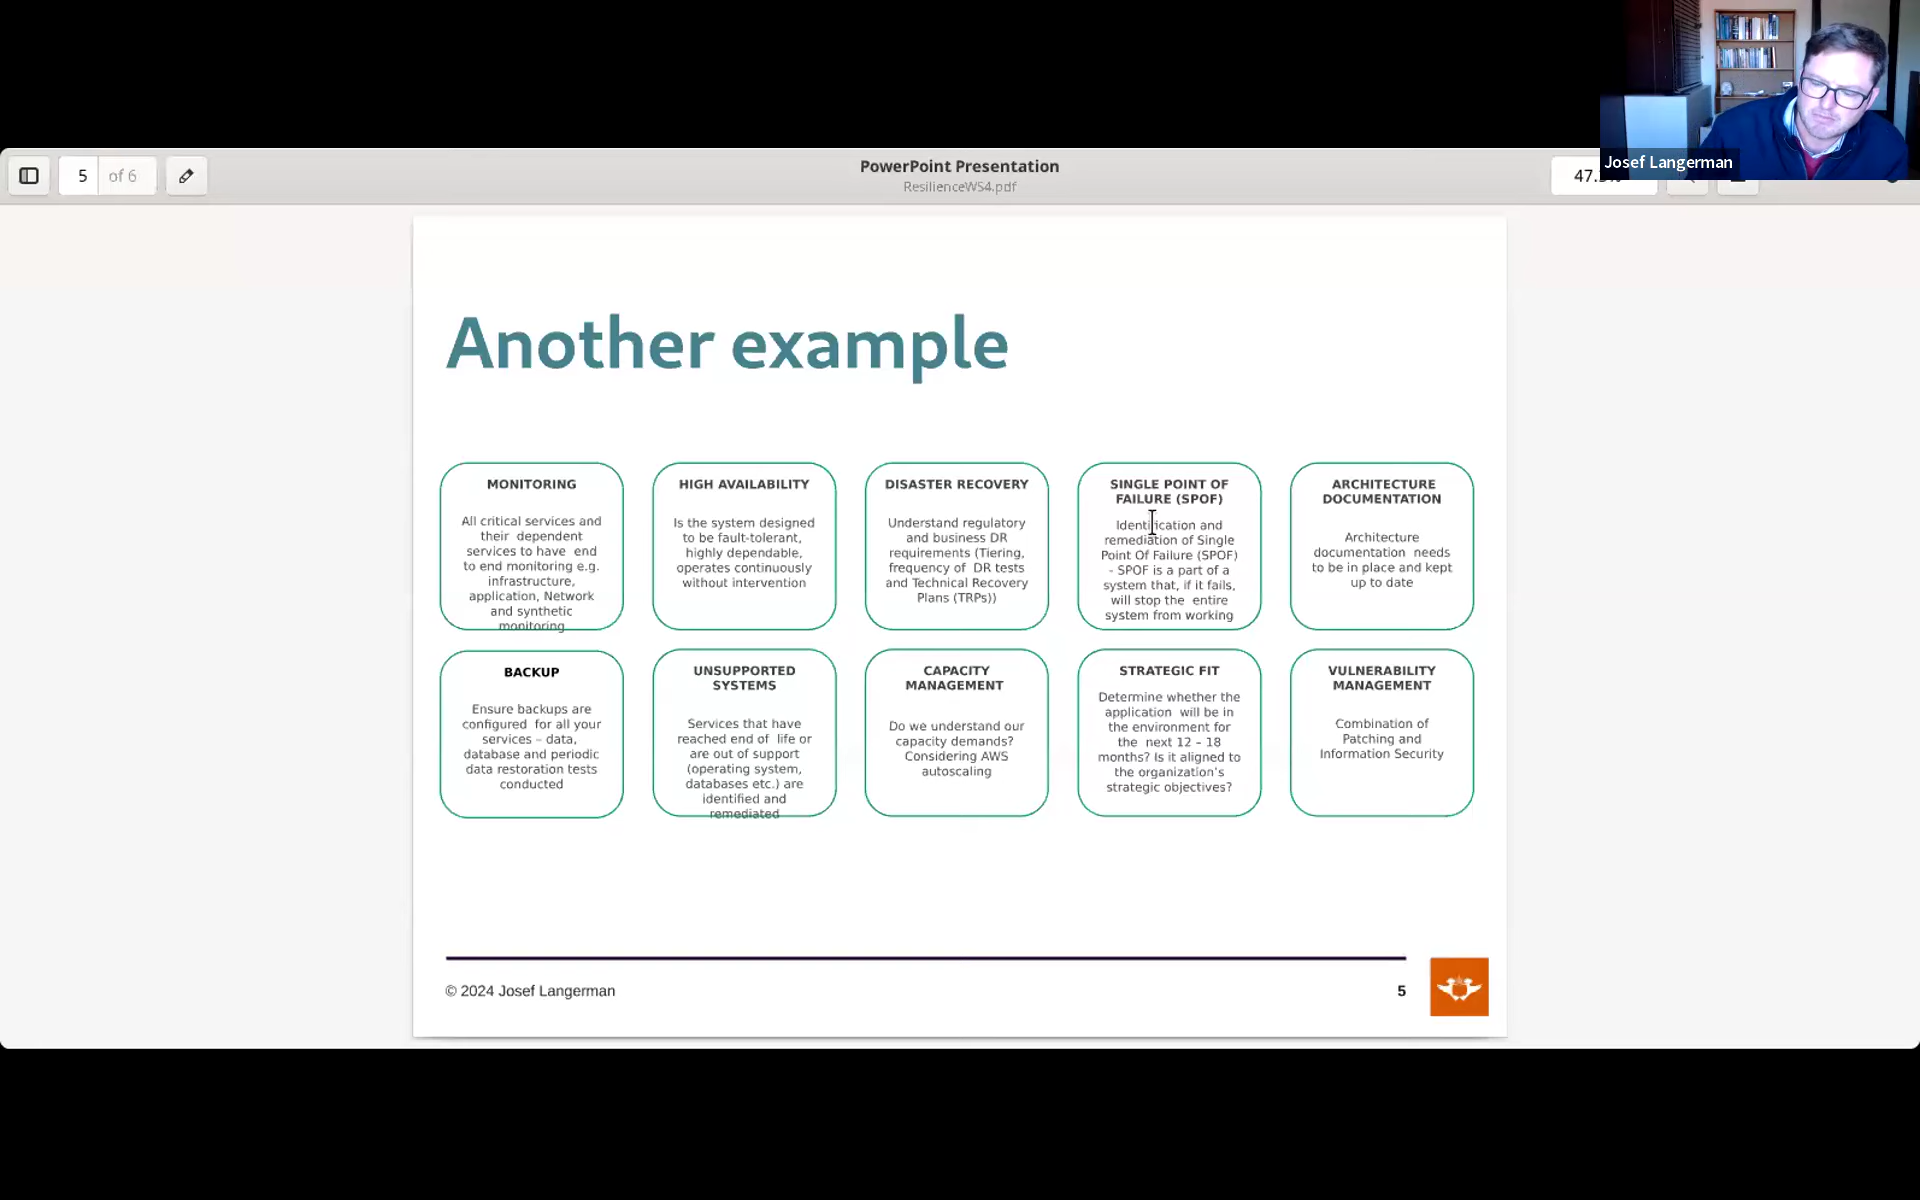 Josef Langerman
5 of 6
PowerPoint Presentation
ResilienceWS4.pdf
Another example
MONITORING
All critical services and
their dependent
services to have end
to end monitoring e.g.
infrastructure,
application, Network
and synthetic
monitoring
HIGH AVAILABILITY
Is the system designed
to be fault-tolerant,
highly dependable,
operates continuously
without intervention
DISASTER RECOVERY
Understand regulatory
and business DR
requirements (Tiering,
frequency of DR tests
and Technical Recovery
Plans (TRPs))
SINGLE POINT OF
FAILURE (SPOF)
Identification and
remediation of Single
Point Of Failure (SPOF)
- SPOF is a part of a
system that, if it fails,
will stop the entire
system from working
ARCHITECTURE
DOCUMENTATION
Architecture
documentation needs
to be in place and kept
up to date
BACKUP
Ensure backups are
configured for all your
services – data,
database and periodic
data restoration tests
conducted
UNSUPPORTED
SYSTEMS
Services that have
reached end of life or
are out of support
(operating system,
databases etc.) are
identified and
remediated
CAPACITY
MANAGEMENT
Do we understand our
capacity demands?
Considering AWS
autoscaling
STRATEGIC FIT
Determine whether the
application will be in
the environment for
the next 12 – 18
months? Is it aligned to
the organization's
strategic objectives?
VULNERABILITY
MANAGEMENT
Combination of
Patching and
Information Security
© 2024 Josef Langerman
5